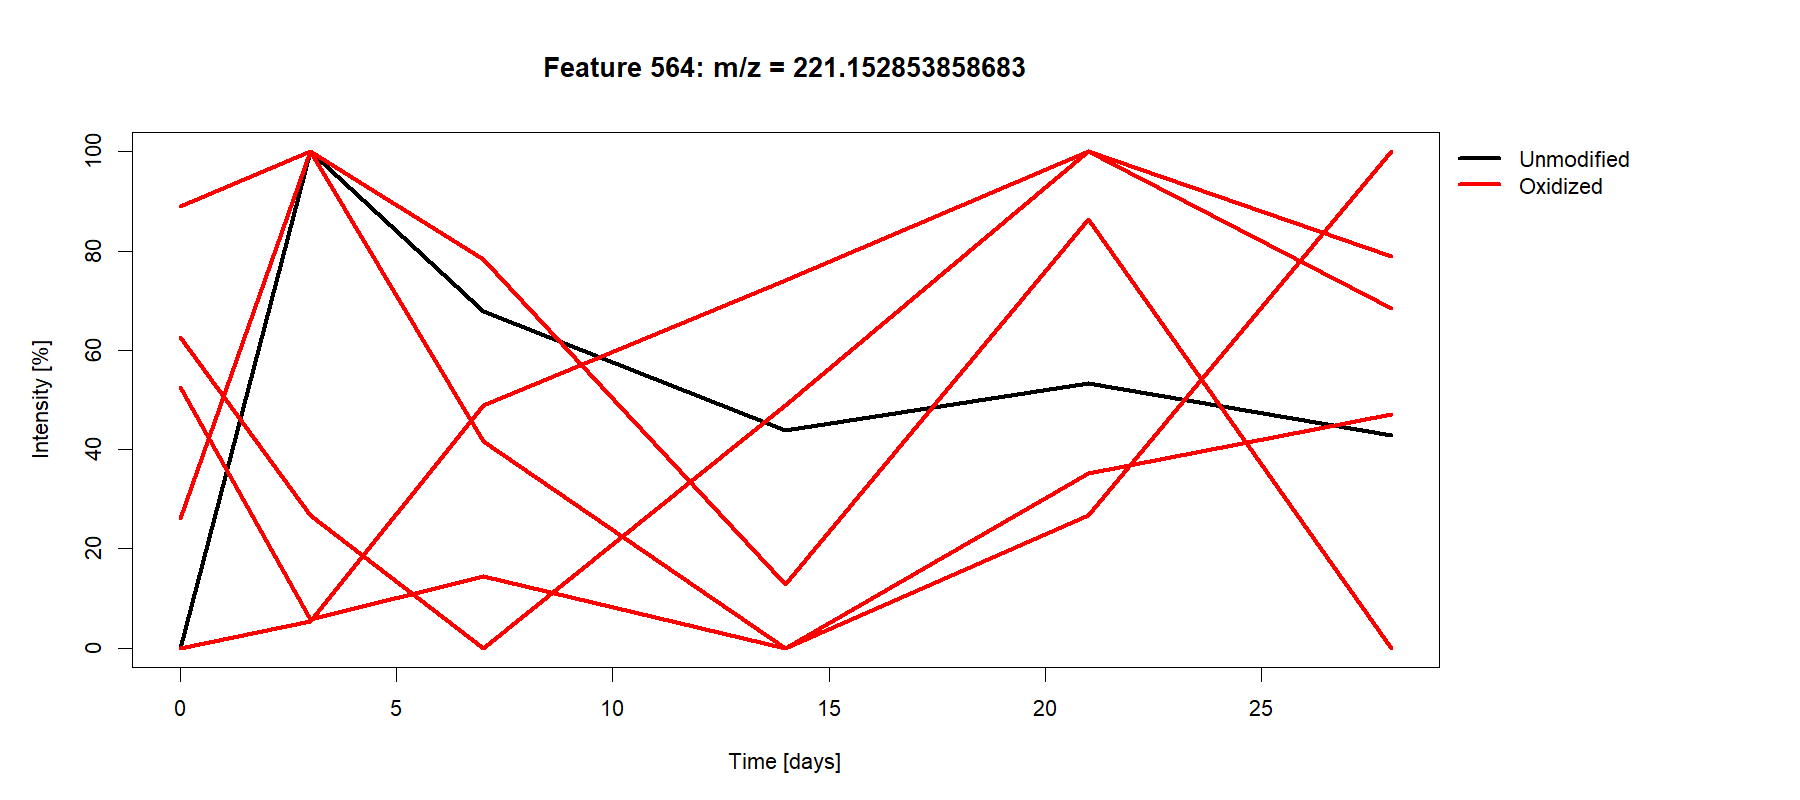 Feature 564: m/z = 221.152853858683
Unmodified
Oxidized
100
80
60
40
20
0
Intensity [%]
0 5 10 15 20 25
Time [days]